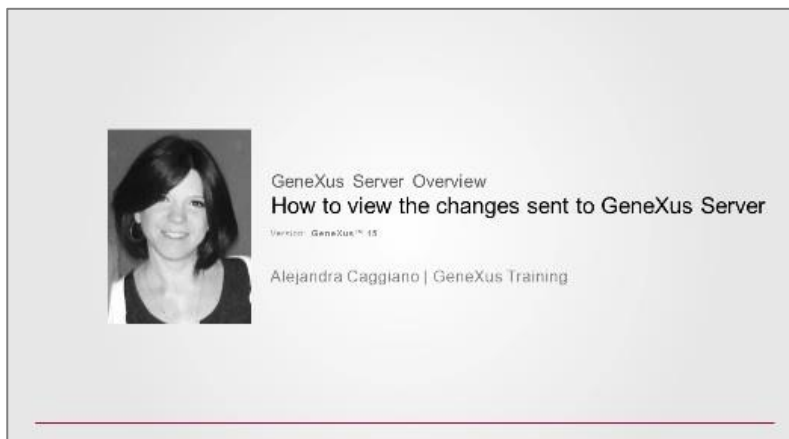 GeneXus Server Overview
How to view the changes sent to GeneXus Server
Version: GeneXus™ 15
Alejandra Caggiano | GeneXus Training